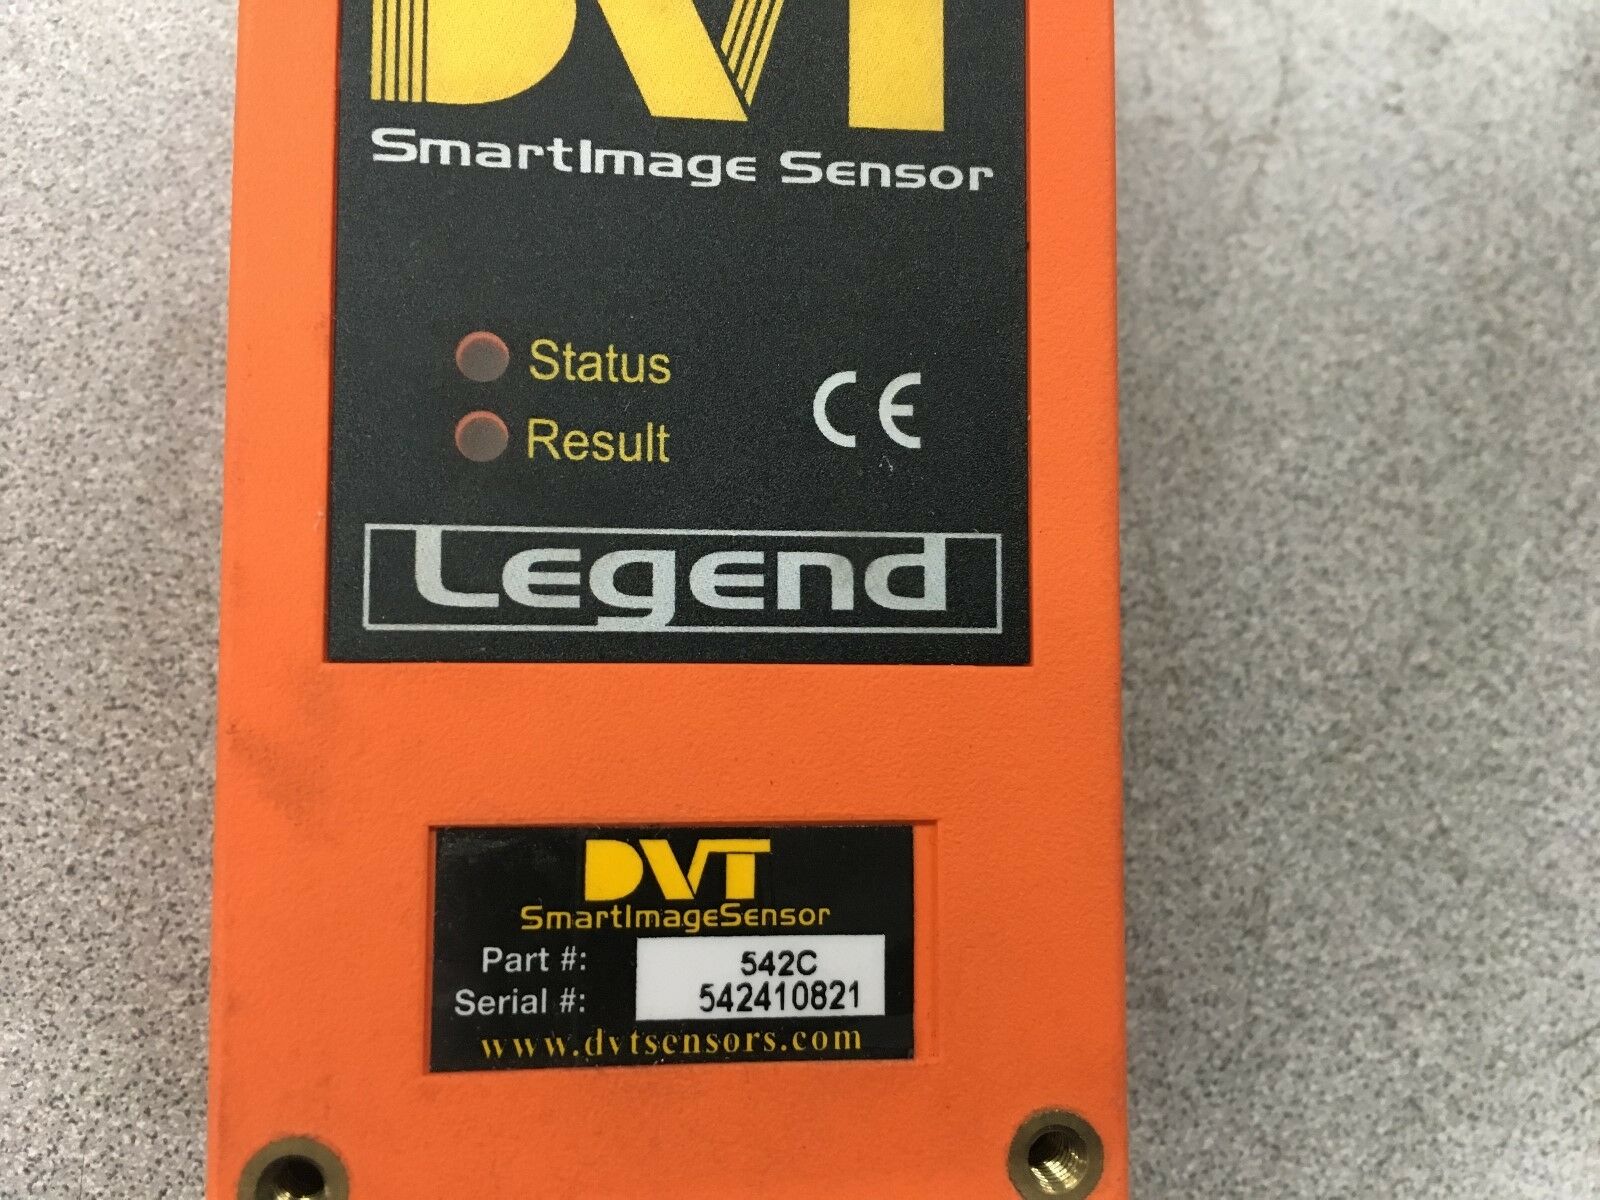 DVT
SmartImage Sensor
Status
Result
CE
Legend
DVT
SmartImageSensor
Part #: 542C
Serial #: 542410821
www.dvtsensors.com